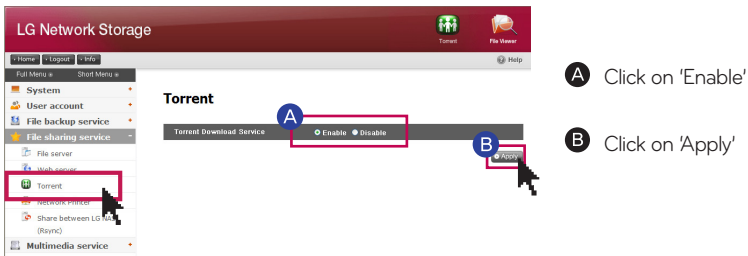 LG Network Storage
Torrent
File Viewer
Home Logout Info
Help
Full Menu Short Menu
System
User account
File backup service
File sharing service
File server
Web server
Torrent
Network Printer
Share between LG NAS
(Rsync)
Multimedia service
Torrent
A
Torrent Download Service Enable Disable
B
Apply
A Click on 'Enable'
B Click on 'Apply'